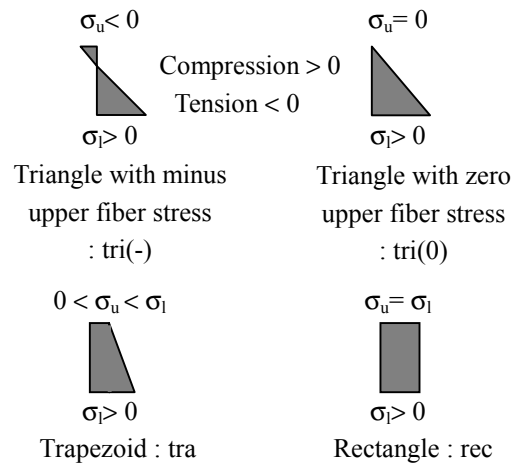 σu< 0
σu= 0
Compression > 0
Tension < 0
σl> 0
σl> 0
Triangle with minus
upper fiber stress
: tri(-)
Triangle with zero
upper fiber stress
: tri(0)
0 < σu < σl
σu= σl
σl> 0
σl> 0
Trapezoid : tra
Rectangle : rec